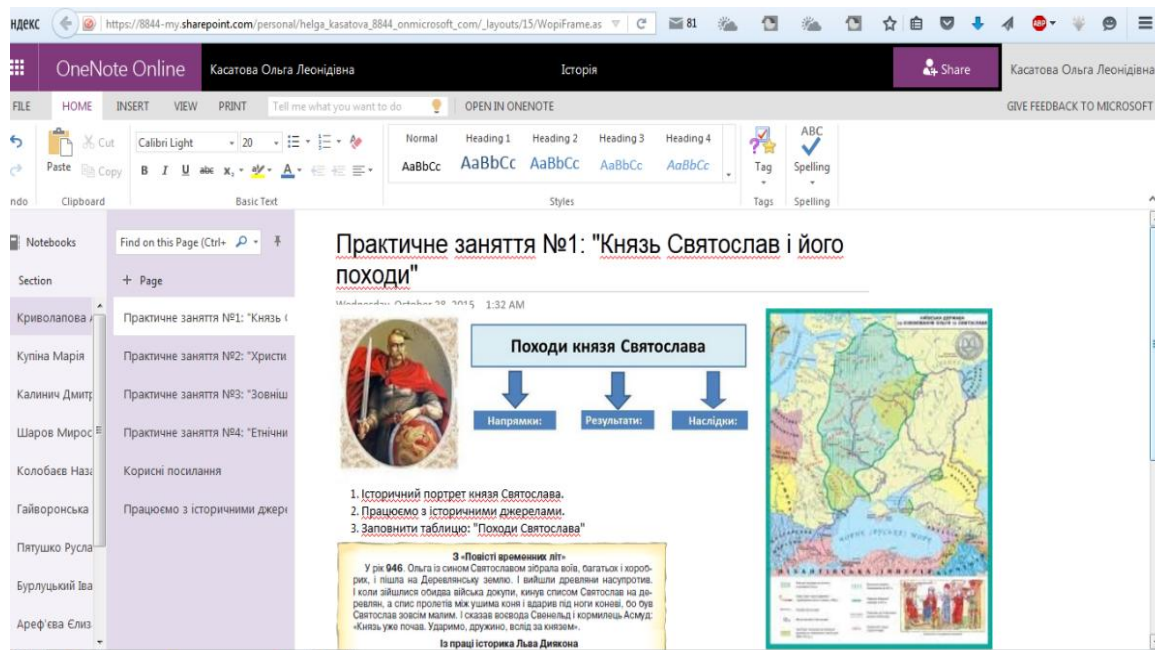 НДЕКС
https://8844-my.sharepoint.com/personal/helga_kasatova_8844_onmicrosoft_com/_layouts/15/WopiFrame.as
81
ABP
OneNote Online
Касатова Ольга Леонідівна
Історія
Share
Касатова Ольга Леонідівна
FILE
HOME
INSERT
VIEW
PRINT
Tell me what you want to do
OPEN IN ONENOTE
GIVE FEEDBACK TO MICROSOFT
Paste
Cut
Copy
Calibri Light
20
B I U abc
Normal
Heading 1
Heading 2
Heading 3
Heading 4
AaBbCc
AaBbCc
AaBbCc
AaBbCc
AaBbCc
Tag
ABC
Spelling
ndo
Clipboard
Basic Text
Styles
Tags
Spelling
Notebooks
Section
Криволапова
Купіна Марія
Калинич Дмитр
Шаров Мирос
Колобаєв Наза
Гайворонська
Пятушко Русла
Бурлуцький Іва
Ареф'єва Єлиз
Find on this Page (Ctrl+
+ Page
Практичне заняття №1: "Князь
Практичне заняття №2: "Христи
Практичне заняття №3: "Зовніш
Практичне заняття №4: "Етнічни
Корисні посилання
Працюємо з історичними джер
Практичне заняття №1: "Князь Святослав і його
походи"
Wednesday, October 28, 2015 1:32 AM
Походи князя Святослава
Напрямки:
Результати:
Наслідки:
1. Історичний портрет князя Святослава.
2. Працюємо з історичними джерелами.
3. Заповнити таблицю: "Походи Святослава"
З «Повісті временних літ»
У рік 946. Ольга із сином Святославом зібрала воїв, багатьох і хороб-
рих, і пішла на Деревлянську землю. І вийшли древляни насупротив.
І коли зійшлися обидва війська докупи, кинув списом Святослав на де-
ревлян, а спис пролетів між ушима коня і вдарив під ноги коневі, бо був
Святослав зовсім малим. І сказав воєвода Свенельд і кормилець Асмуд:
«Князь уже почав. Ударимо, дружино, вслід за князем».
Із праці історика Льва Диякона